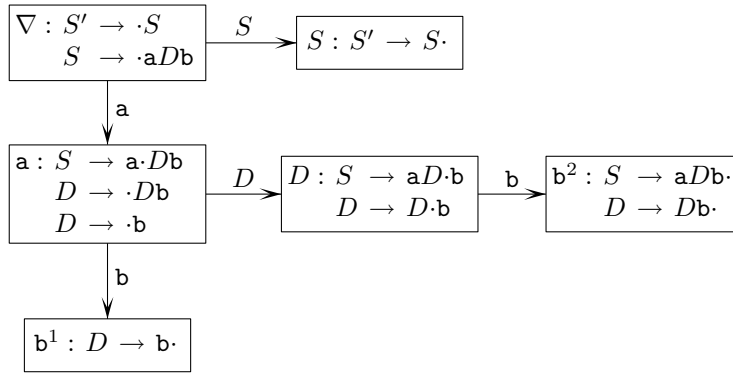 ∇ : S′ → ·S
S → ·aDb
S
S : S′ → S·
a
a : S → a·Db
D → ·Db
D → ·b
D
D : S → aD·b
D → D·b
b
b² : S → aDb·
D → Db·
b
b¹ : D → b·